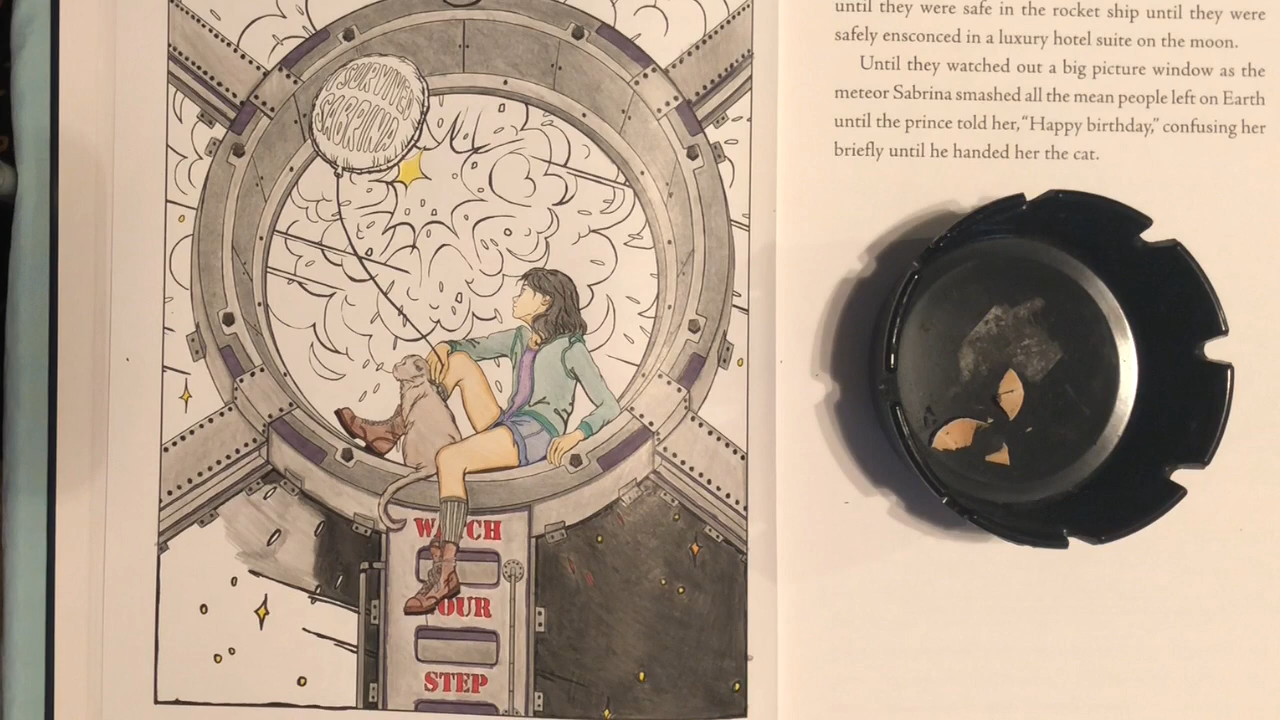 I SURVIVED
SABRINA
WATCH
YOUR
STEP
until they were safe in the rocket ship until they were
safely ensconced in a luxury hotel suite on the moon.
Until they watched out a big picture window as the
meteor Sabrina smashed all the mean people left on Earth
until the prince told her, “Happy birthday,” confusing her
briefly until he handed her the cat.